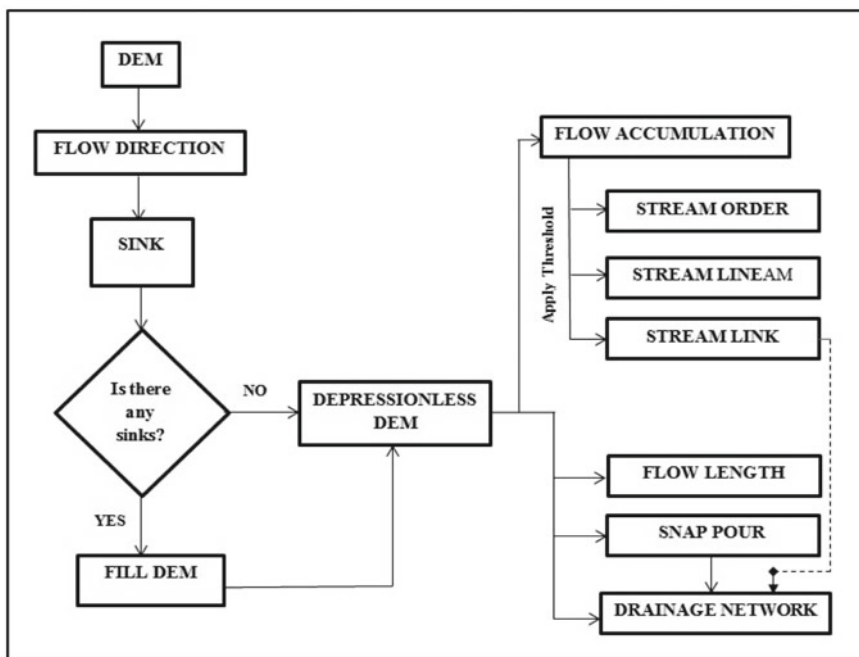 DEM
FLOW DIRECTION
SINK
Is there
any
sinks?
NO
YES
FILL DEM
DEPRESSIONLESS
DEM
FLOW ACCUMULATION
Apply Threshold
STREAM ORDER
STREAM LINEAM
STREAM LINK
FLOW LENGTH
SNAP POUR
DRAINAGE NETWORK